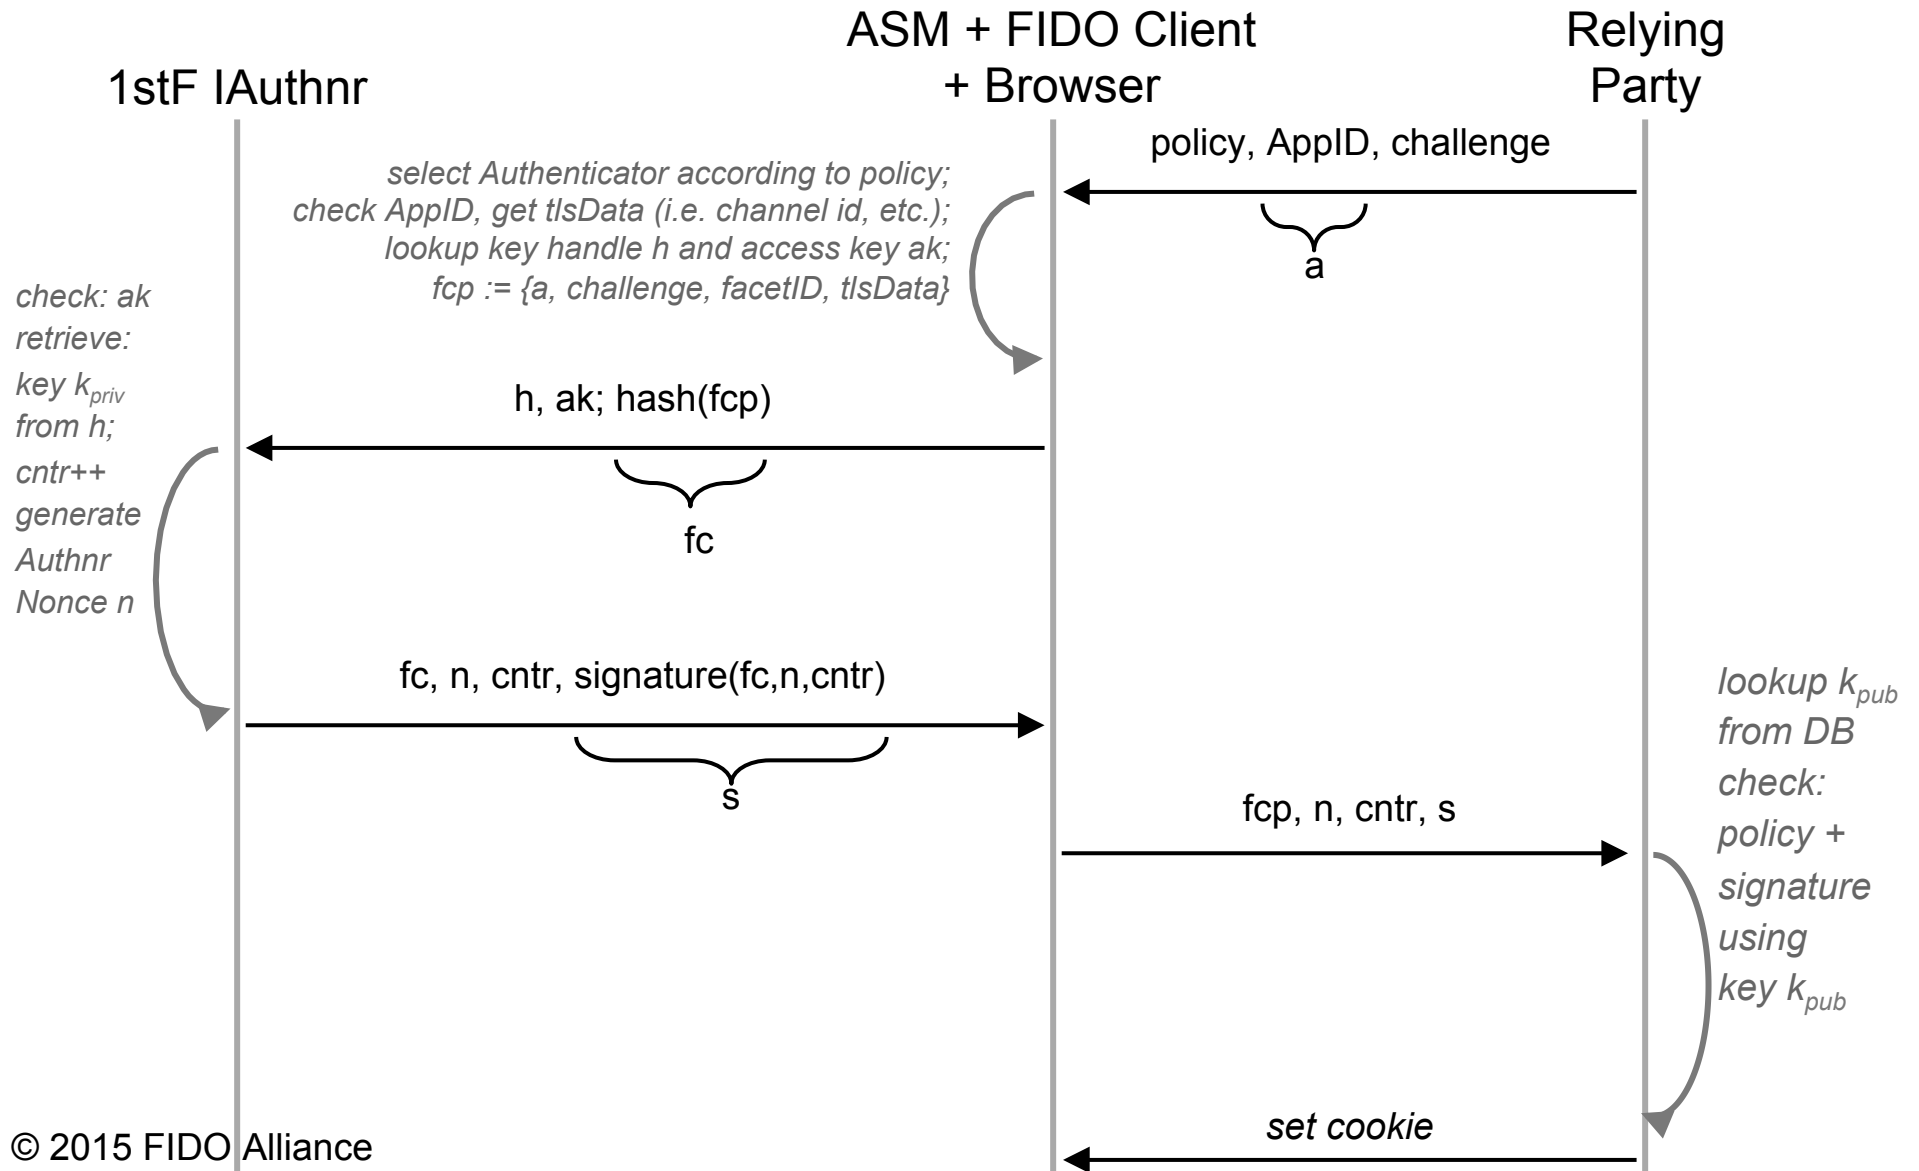 ASM + FIDO Client
+ Browser
Relying
Party
1stF IAuthnr
policy, AppID, challenge
a
select Authenticator according to policy;
check AppID, get tlsData (i.e. channel id, etc.);
lookup key handle h and access key ak;
fcp := {a, challenge, facetID, tlsData}
check: ak
retrieve:
key k_priv
from h;
cntr++
generate
Authnr
Nonce n
h, ak; hash(fcp)
fc
fc, n, cntr, signature(fc,n,cntr)
s
fcp, n, cntr, s
lookup k_pub
from DB
check:
policy +
signature
using
key k_pub
set cookie
© 2015 FIDO Alliance